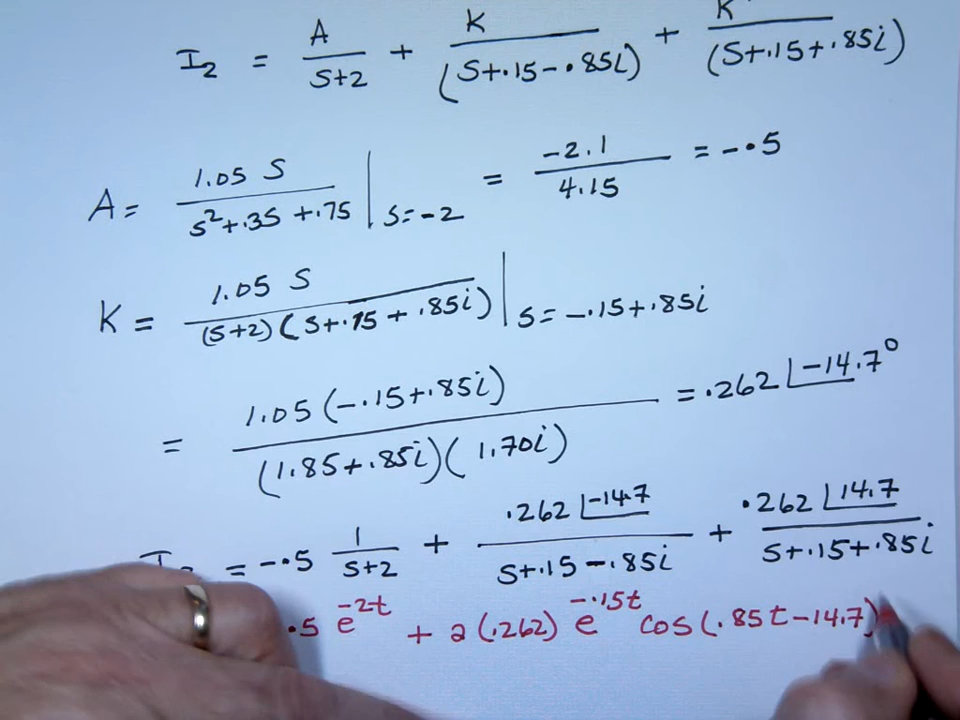 I₂ = A/(s+2) + K/(s+.15-.85i) + K/(s+.15+.85i)
A = 1.05 s/(s²+.3s+.75) | s=-2 = -2.1/4.15 = -.5
K = 1.05 s/((s+2)(s+.15+.85i)) | s=-.15+.85i
= 1.05(-.15+.85i)/((1.85+.85i)(1.70i)) = .262∠-14.7°
= -.5 1/(s+2) + .262∠-14.7/(s+.15-.85i) + .262∠14.7/(s+.15+.85i)
.5 e^(-2t) + 2(.262) e^(-.15t) cos(.85t-14.7)